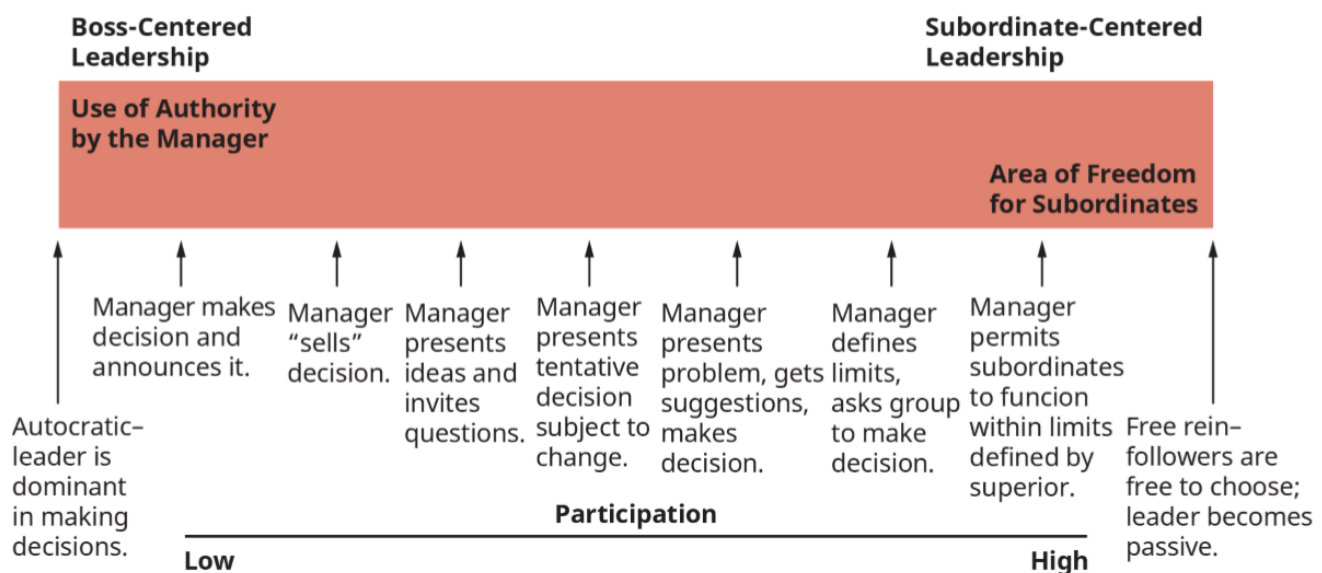 Boss-Centered
Leadership
Subordinate-Centered
Leadership
Use of Authority
by the Manager
Area of Freedom
for Subordinates
Autocratic–
leader is
dominant
in making
decisions.
Manager makes
decision and
announces it.
Manager
“sells”
decision.
Manager
presents
ideas and
invites
questions.
Manager
presents
tentative
decision
subject to
change.
Manager
presents
problem, gets
suggestions,
makes
decision.
Manager
defines
limits,
asks group
to make
decision.
Manager
permits
subordinates
to funcion
within limits
defined by
superior.
Free rein–
followers are
free to choose;
leader becomes
passive.
Participation
Low
High